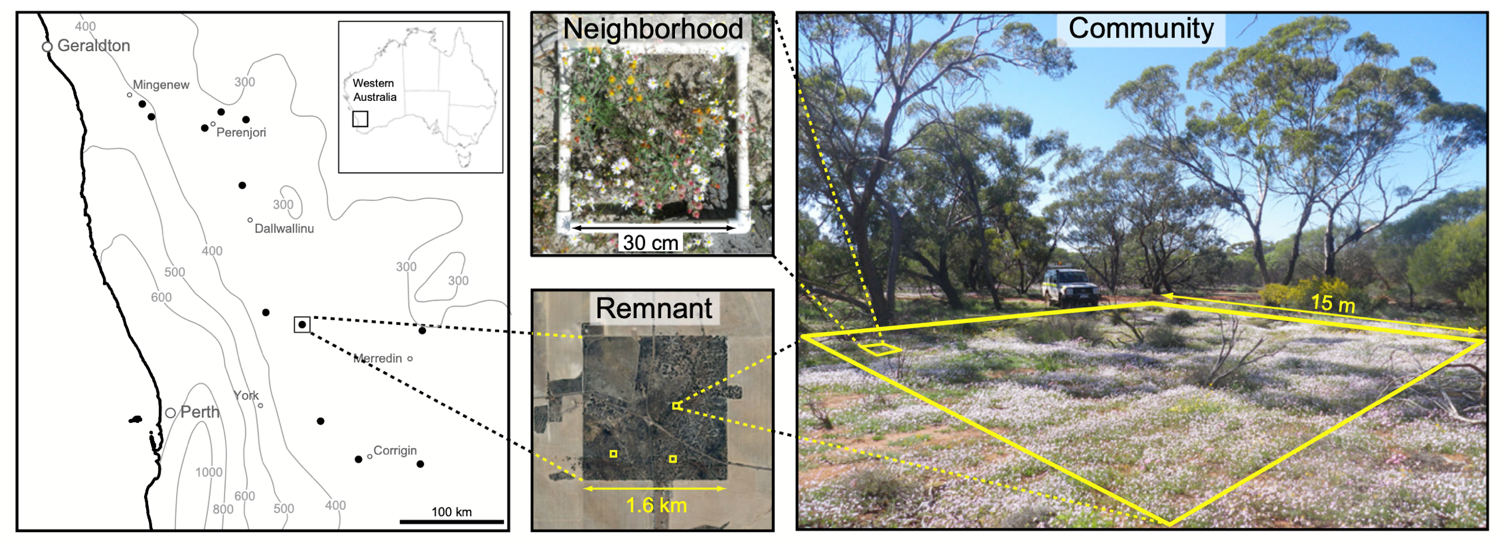 400
Geraldton
Mingenew
300
Perenjori
Western
Australia
300
Dallwallinu
400
500
300
300
600
Merredin
York
Perth
Corrigin
1000
600
800
500
400
100 km
Neighborhood
30 cm
Remnant
1.6 km
Community
15 m